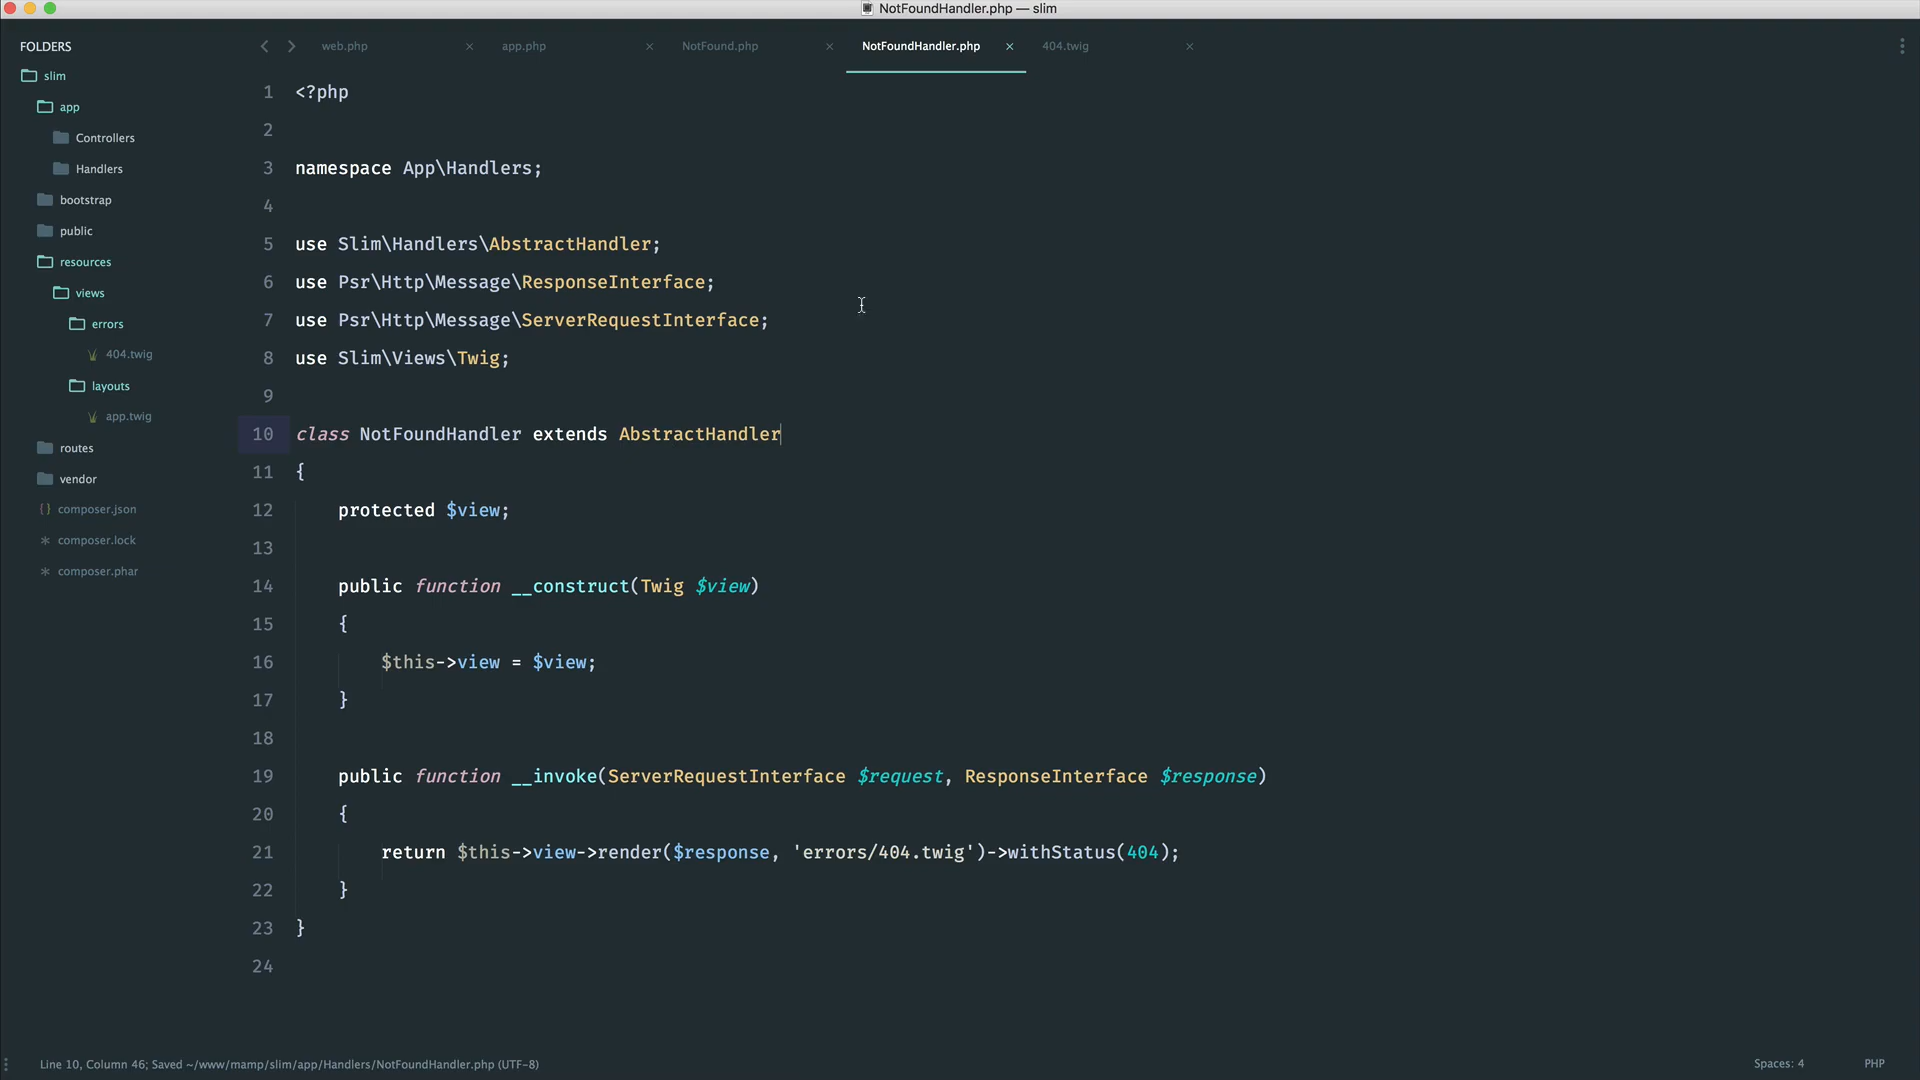 NotFoundHandler.php — slim
FOLDERS
slim
app
Controllers
Handlers
bootstrap
public
resources
views
errors
404.twig
layouts
app.twig
routes
vendor
composer.json
composer.lock
composer.phar
web.php
app.php
NotFound.php
NotFoundHandler.php
404.twig
1 <?php
2
3 namespace App\Handlers;
4
5 use Slim\Handlers\AbstractHandler;
6 use Psr\Http\Message\ResponseInterface;
7 use Psr\Http\Message\ServerRequestInterface;
8 use Slim\Views\Twig;
9
10 class NotFoundHandler extends AbstractHandler
11 {
12     protected $view;
13
14     public function __construct(Twig $view)
15     {
16         $this->view = $view;
17     }
18
19     public function __invoke(ServerRequestInterface $request, ResponseInterface $response)
20     {
21         return $this->view->render($response, 'errors/404.twig')->withStatus(404);
22     }
23 }
24
Line 10, Column 46; Saved ~/www/mamp/slim/app/Handlers/NotFoundHandler.php (UTF-8)
Spaces: 4
PHP